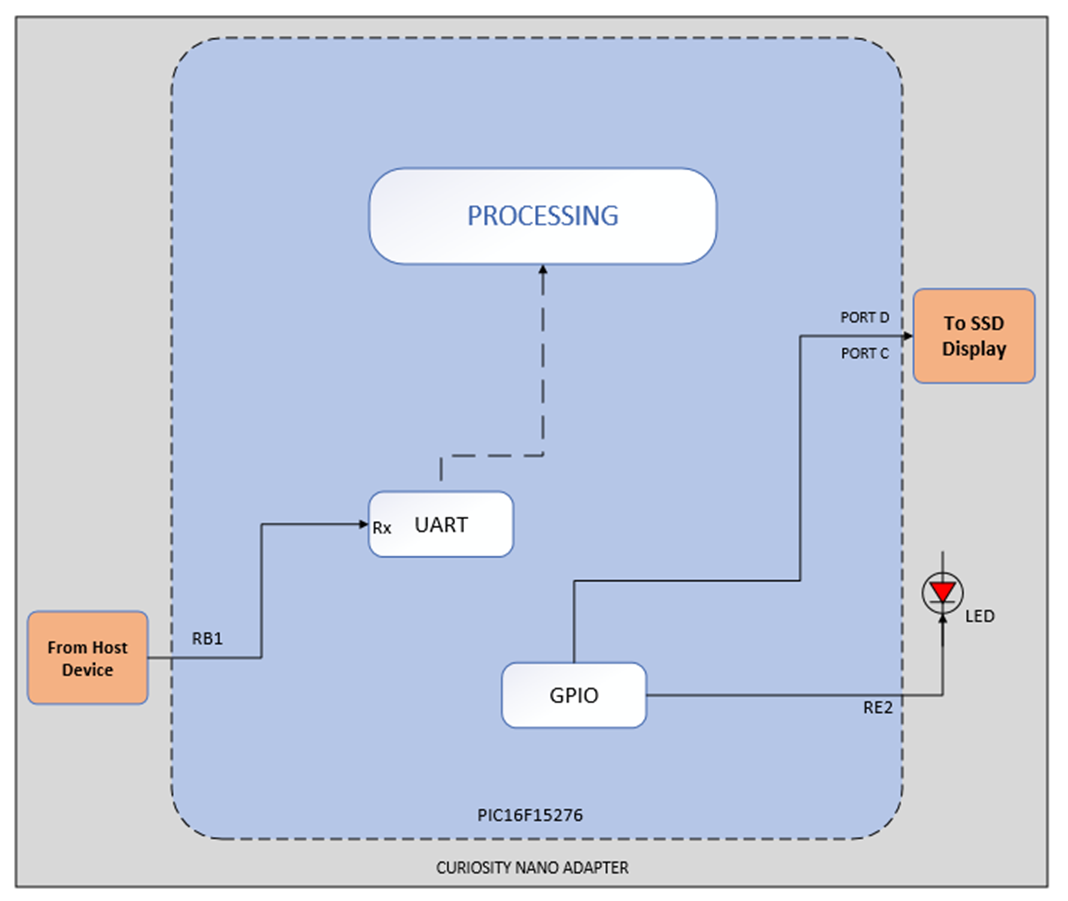 PROCESSING
PORT D
To SSD
Display
PORT C
Rx UART
LED
RB1
From Host
Device
GPIO
RE2
PIC16F15276
CURIOSITY NANO ADAPTER